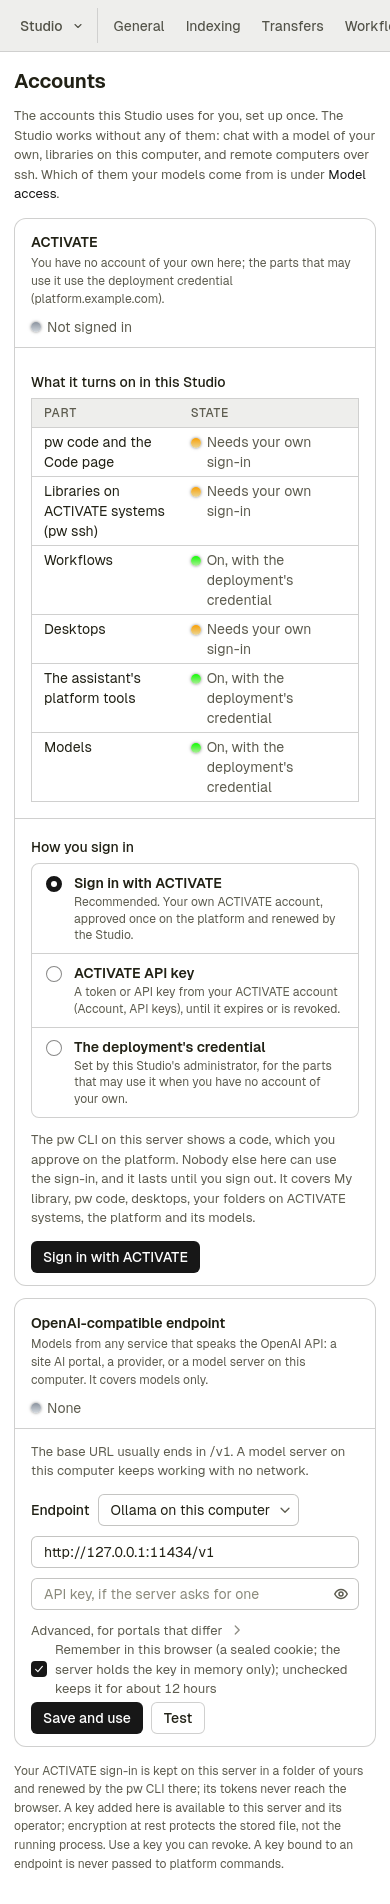 Studio General Indexing Transfers Workfl
Accounts
The accounts this Studio uses for you, set up once. The
Studio works without any of them: chat with a model of your
own, libraries on this computer, and remote computers over
ssh. Which of them your models come from is under Model
access.
ACTIVATE
You have no account of your own here; the parts that may
use it use the deployment credential
(platform.example.com).
Not signed in
What it turns on in this Studio
PART STATE
pw code and the Needs your own
Code page sign-in
Libraries on Needs your own
ACTIVATE systems sign-in
(pw ssh)
Workflows On, with the
deployment's
credential
Desktops Needs your own
sign-in
The assistant's On, with the
platform tools deployment's
credential
Models On, with the
deployment's
credential
How you sign in
Sign in with ACTIVATE
Recommended. Your own ACTIVATE account,
approved once on the platform and renewed by
the Studio.
ACTIVATE API key
A token or API key from your ACTIVATE account
(Account, API keys), until it expires or is revoked.
The deployment's credential
Set by this Studio's administrator, for the parts
that may use it when you have no account of
your own.
The pw CLI on this server shows a code, which you
approve on the platform. Nobody else here can use
the sign-in, and it lasts until you sign out. It covers My
library, pw code, desktops, your folders on ACTIVATE
systems, the platform and its models.
Sign in with ACTIVATE
OpenAI-compatible endpoint
Models from any service that speaks the OpenAI API: a
site AI portal, a provider, or a model server on this
computer. It covers models only.
None
The base URL usually ends in /v1. A model server on
this computer keeps working with no network.
Endpoint Ollama on this computer
http://127.0.0.1:11434/v1
API key, if the server asks for one
Advanced, for portals that differ
Remember in this browser (a sealed cookie; the
server holds the key in memory only); unchecked
keeps it for about 12 hours
Save and use Test
Your ACTIVATE sign-in is kept on this server in a folder of yours
and renewed by the pw CLI there; its tokens never reach the
browser. A key added here is available to this server and its
operator; encryption at rest protects the stored file, not the
running process. Use a key you can revoke. A key bound to an
endpoint is never passed to platform commands.